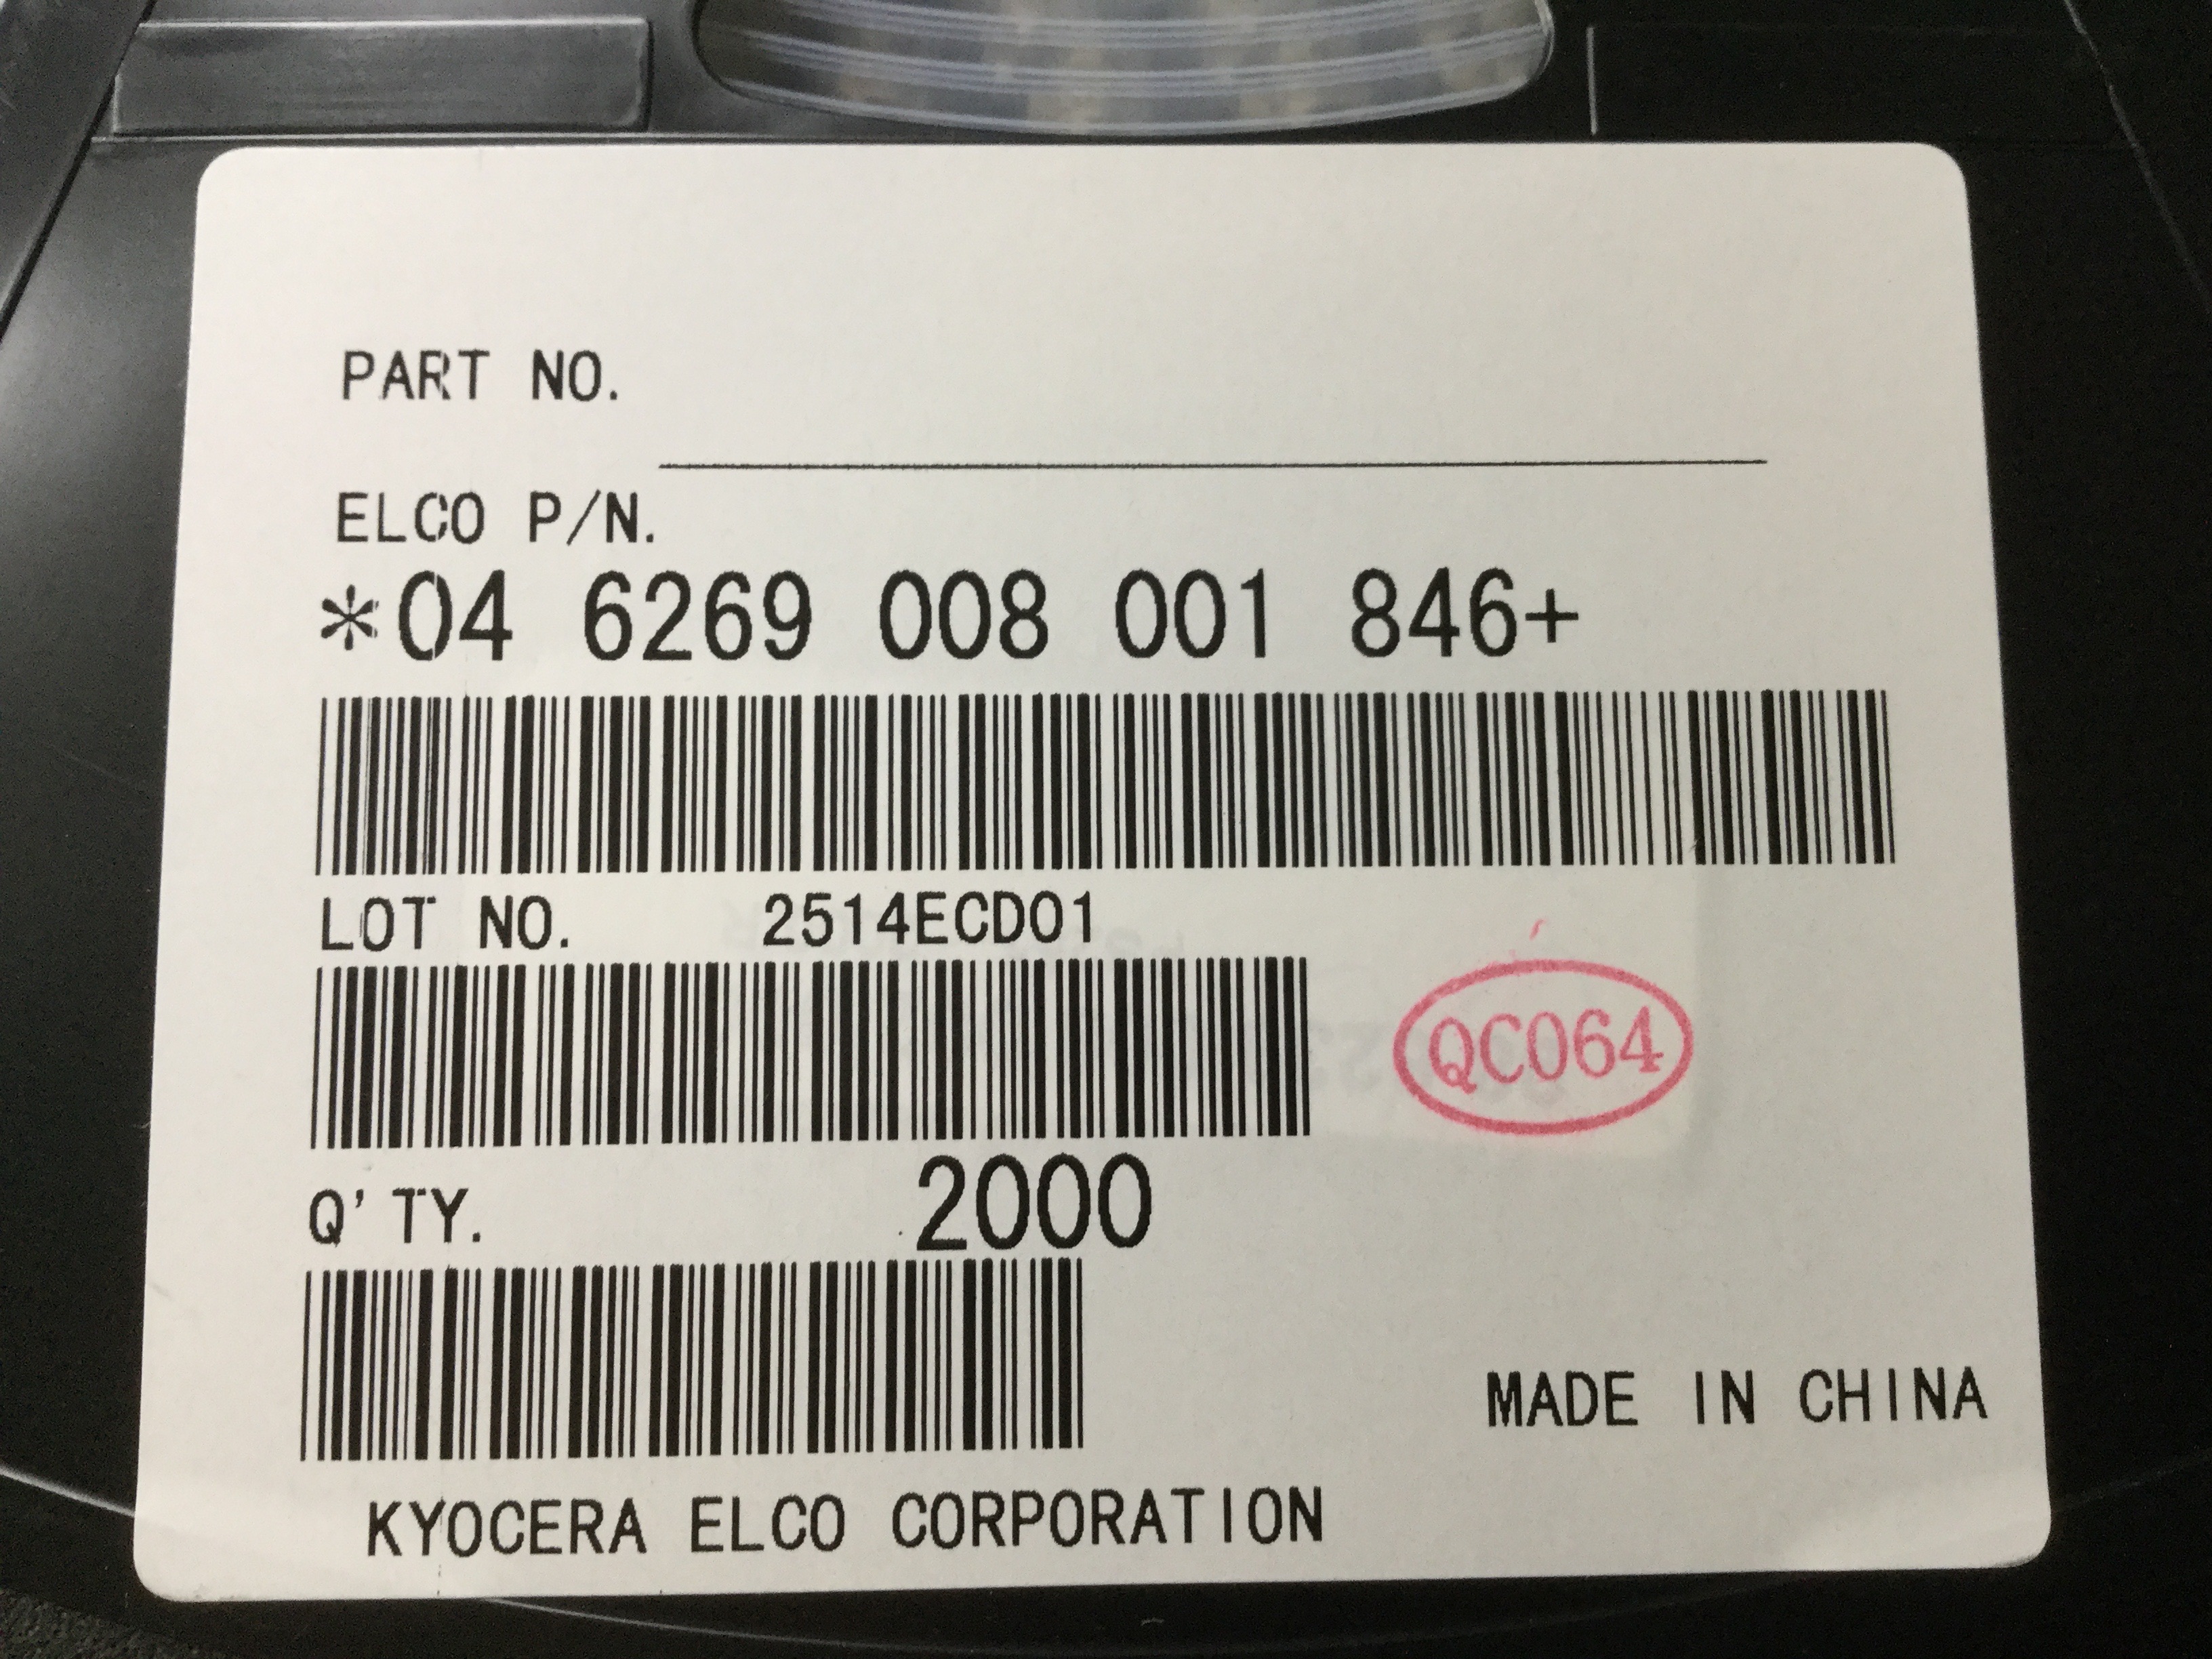 PART NO.
ELCO P/N.
*04 6269 008 001 846+
LOT NO. 2514ECD01
QC064
Q'TY. 2000
MADE IN CHINA
KYOCERA ELCO CORPORATION